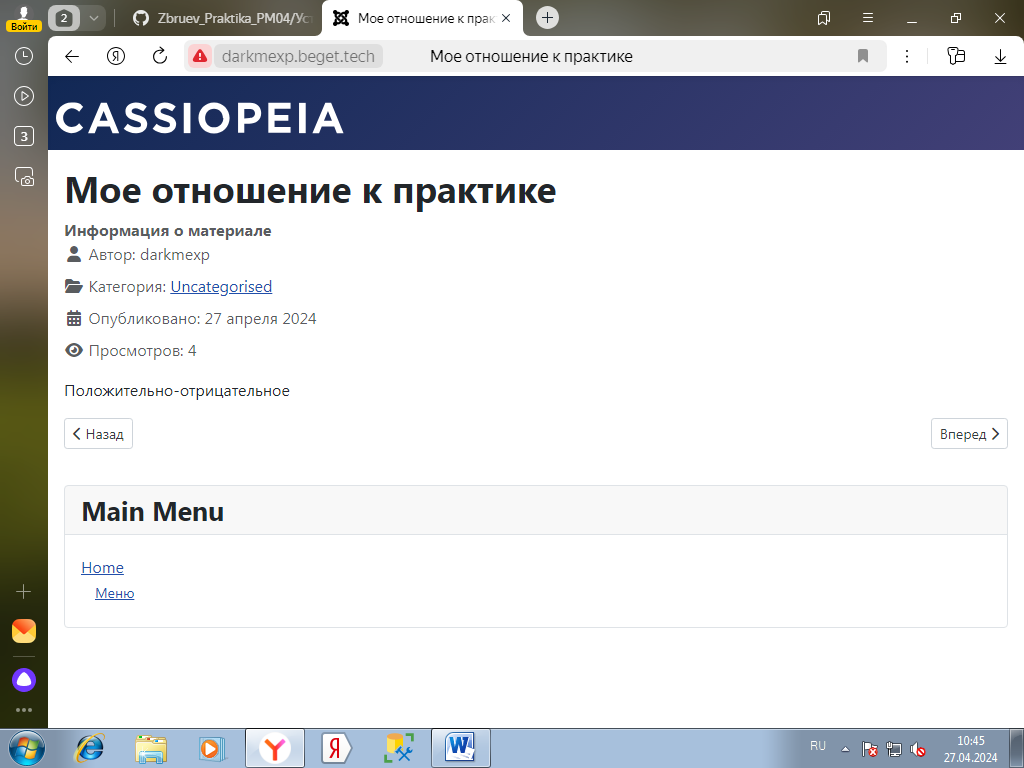 Войти
2
Zbruev_Praktika_PM04/Уст
Мое отношение к прак
darkmexp.beget.tech
Мое отношение к практике
3
CASSIOPEIA
Мое отношение к практике
Информация о материале
Автор: darkmexp
Категория: Uncategorised
Опубликовано: 27 апреля 2024
Просмотров: 4
Положительно-отрицательное
Назад
Вперед
Main Menu
Home
Меню
RU
10:45
27.04.2024